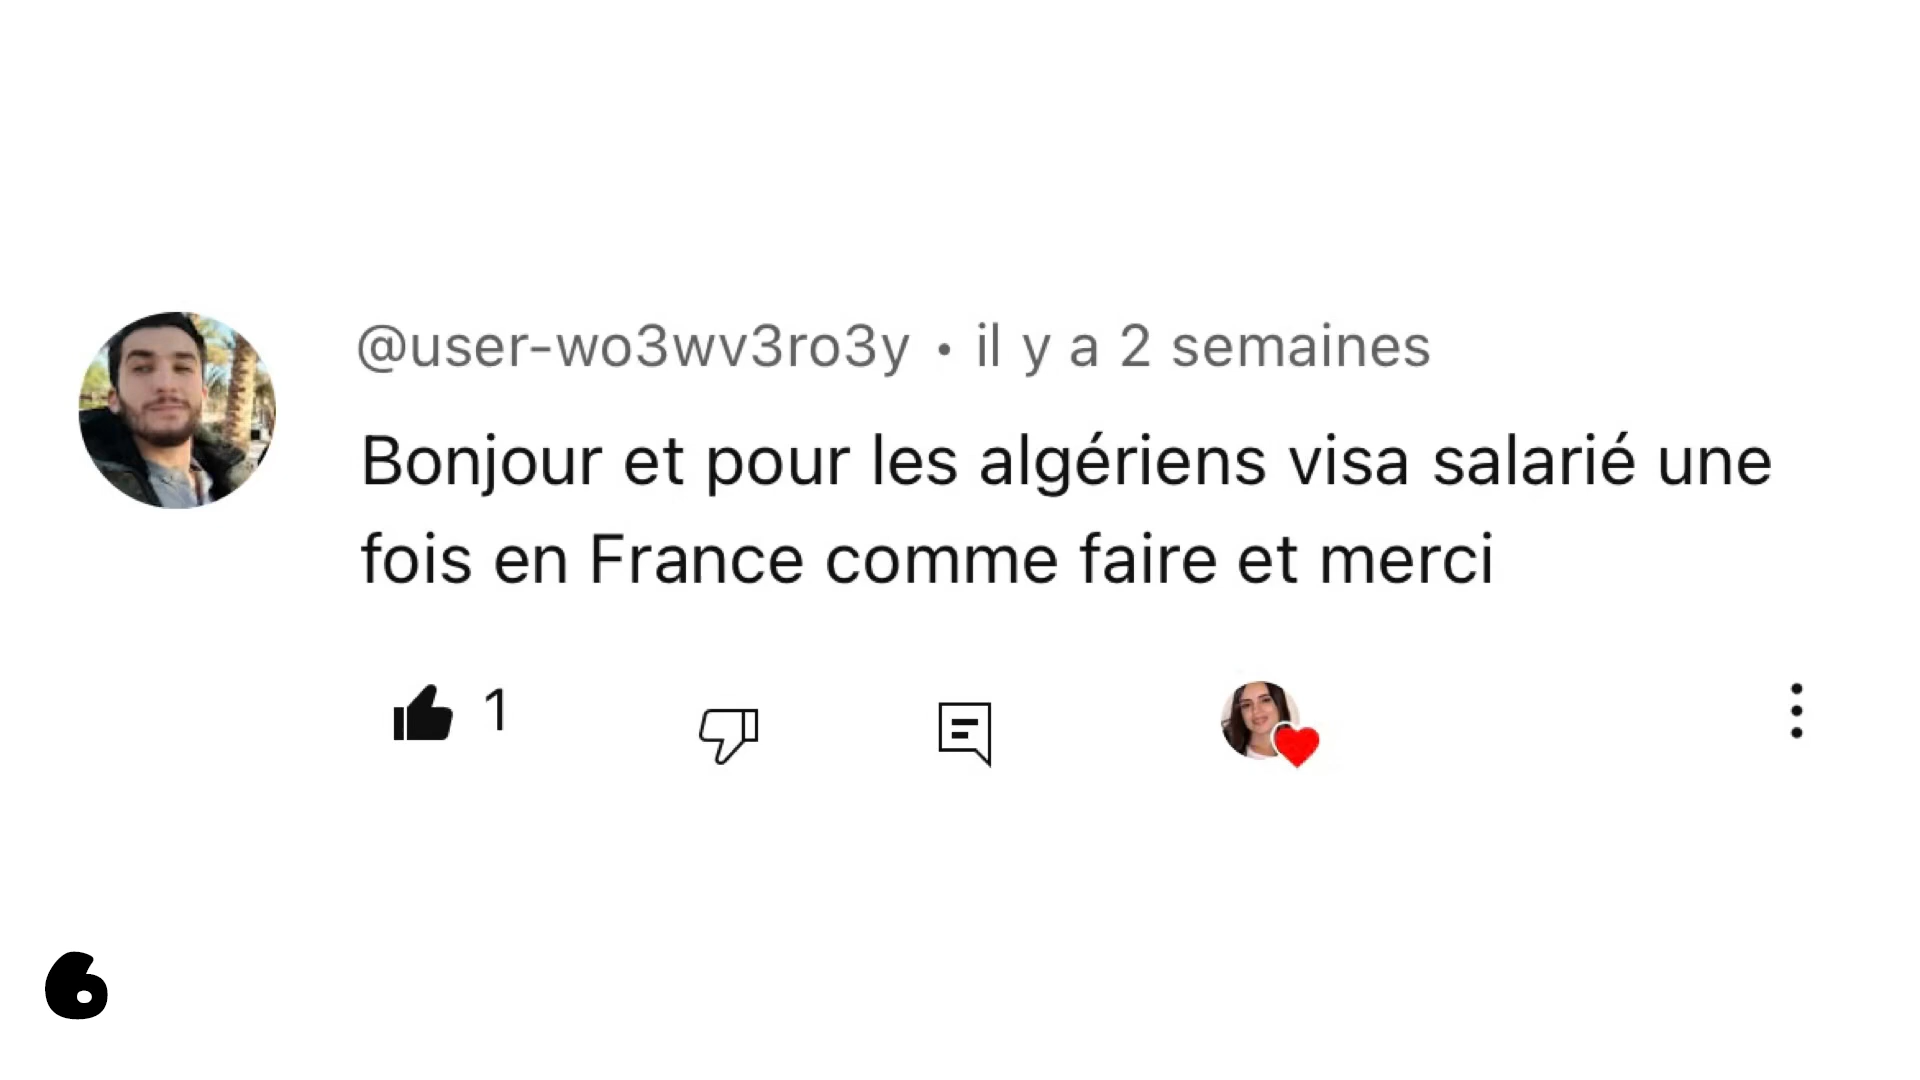 @user-wo3wv3ro3y • il y a 2 semaines
Bonjour et pour les algériens visa salarié une
fois en France comme faire et merci
1
6